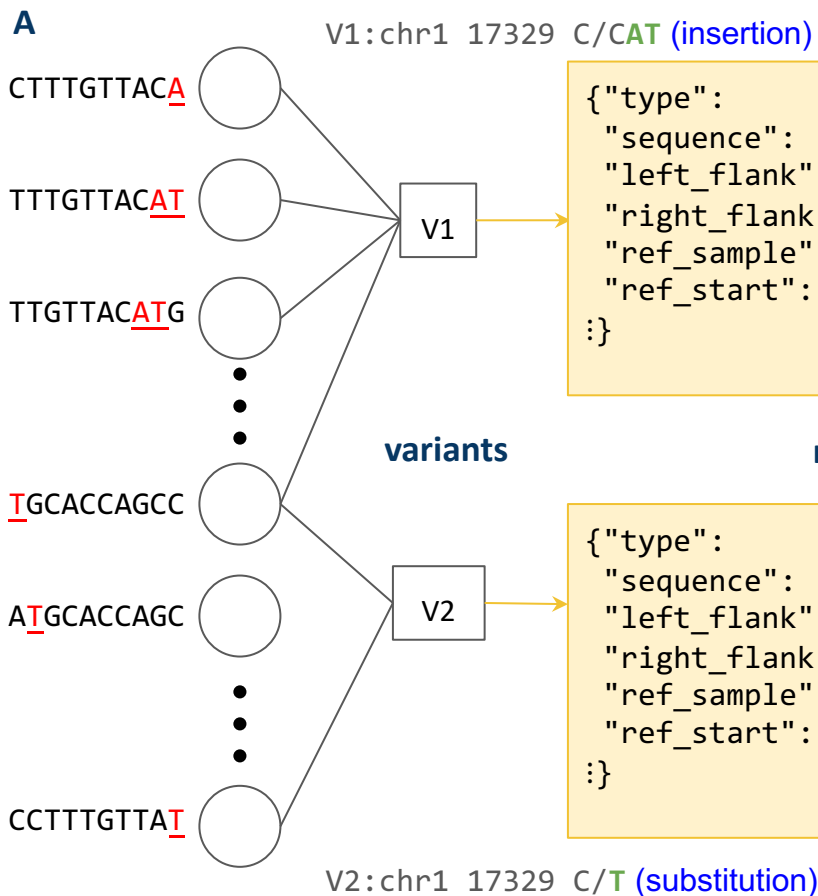 A
V1:chr1 17329 C/CAT (insertion)
CTTTGTTACA
TTTGTTACAT
TTGTTACATG
V1
{"type":
"sequence":
"left_flank"
"right_flank
"ref_sample"
"ref_start":
⋮}
variants
TGCACCAGCC
ATGCACCAGC
CCTTTGTTAT
V2
{"type":
"sequence":
"left_flank"
"right_flank
"ref_sample"
"ref_start":
⋮}
V2:chr1 17329 C/T (substitution)